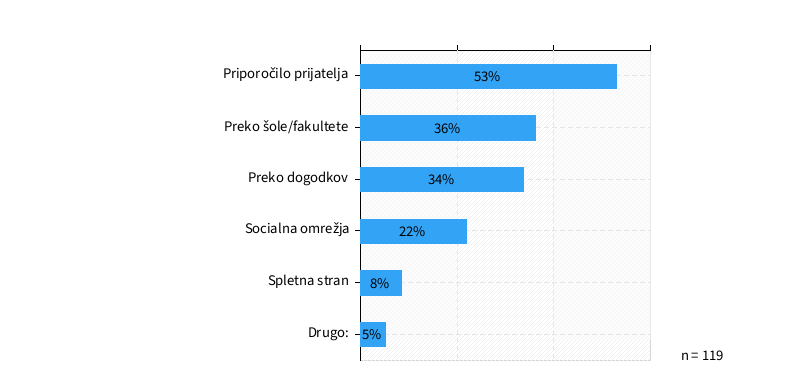 Priporočilo prijatelja 53%
Preko šole/fakultete 36%
Preko dogodkov 34%
Socialna omrežja 22%
Spletna stran 8%
Drugo: 5%
n = 119